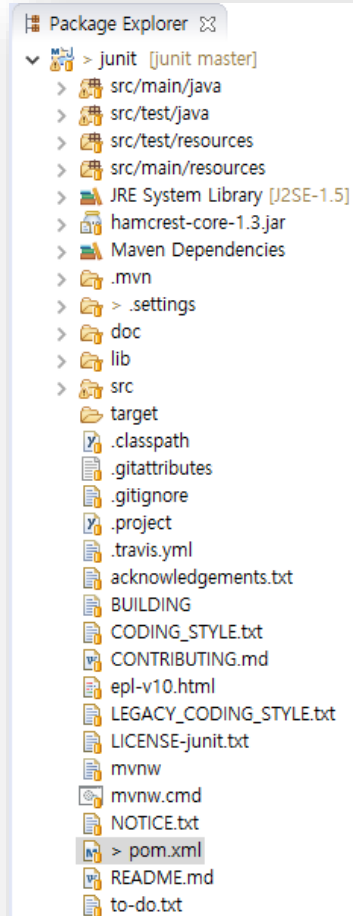 Package Explorer
> junit [junit master]
src/main/java
src/test/java
src/test/resources
src/main/resources
JRE System Library [J2SE-1.5]
hamcrest-core-1.3.jar
Maven Dependencies
.mvn
> .settings
doc
lib
src
target
.classpath
.gitattributes
.gitignore
.project
.travis.yml
acknowledgements.txt
BUILDING
CODING_STYLE.txt
CONTRIBUTING.md
epl-v10.html
LEGACY_CODING_STYLE.txt
LICENSE-junit.txt
mvnw
mvnw.cmd
NOTICE.txt
> pom.xml
README.md
to-do.txt